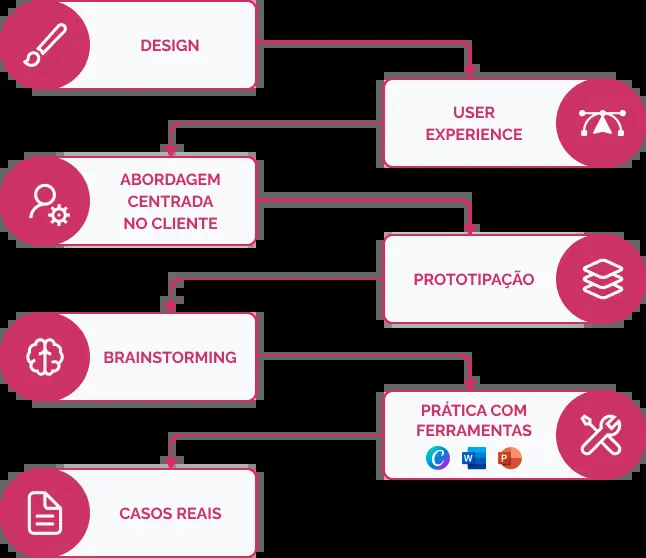 DESIGN
USER
EXPERIENCE
ABORDAGEM
CENTRADA
NO CLIENTE
PROTOTIPAÇÃO
BRAINSTORMING
PRÁTICA COM
FERRAMENTAS
C W P
CASOS REAIS